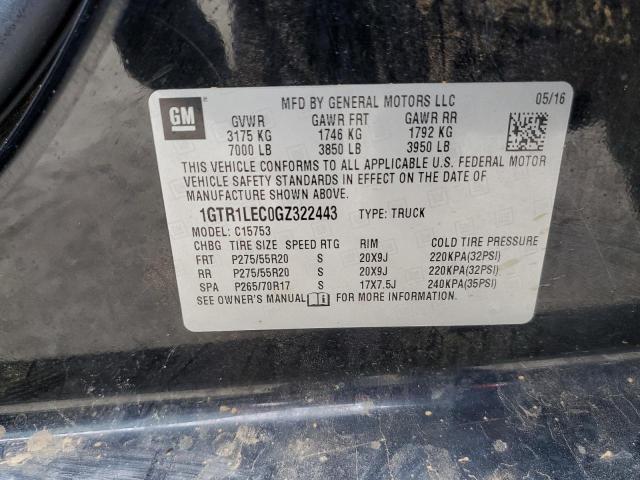 GM
MFD BY GENERAL MOTORS LLC 05/16
GVWR GAWR FRT GAWR RR
3175 KG 1746 KG 1792 KG
7000 LB 3850 LB 3950 LB
THIS VEHICLE CONFORMS TO ALL APPLICABLE U.S. FEDERAL MOTOR
VEHICLE SAFETY STANDARDS IN EFFECT ON THE DATE OF
MANUFACTURE SHOWN ABOVE.
1GTR1LEC0GZ322443 TYPE: TRUCK
MODEL: C15753
CHBG TIRE SIZE SPEED RTG RIM COLD TIRE PRESSURE
FRT P275/55R20 S 20X9J 220KPA(32PSI)
RR P275/55R20 S 20X9J 220KPA(32PSI)
SPA P265/70R17 S 17X7.5J 240KPA(35PSI)
SEE OWNER'S MANUAL FOR MORE INFORMATION.